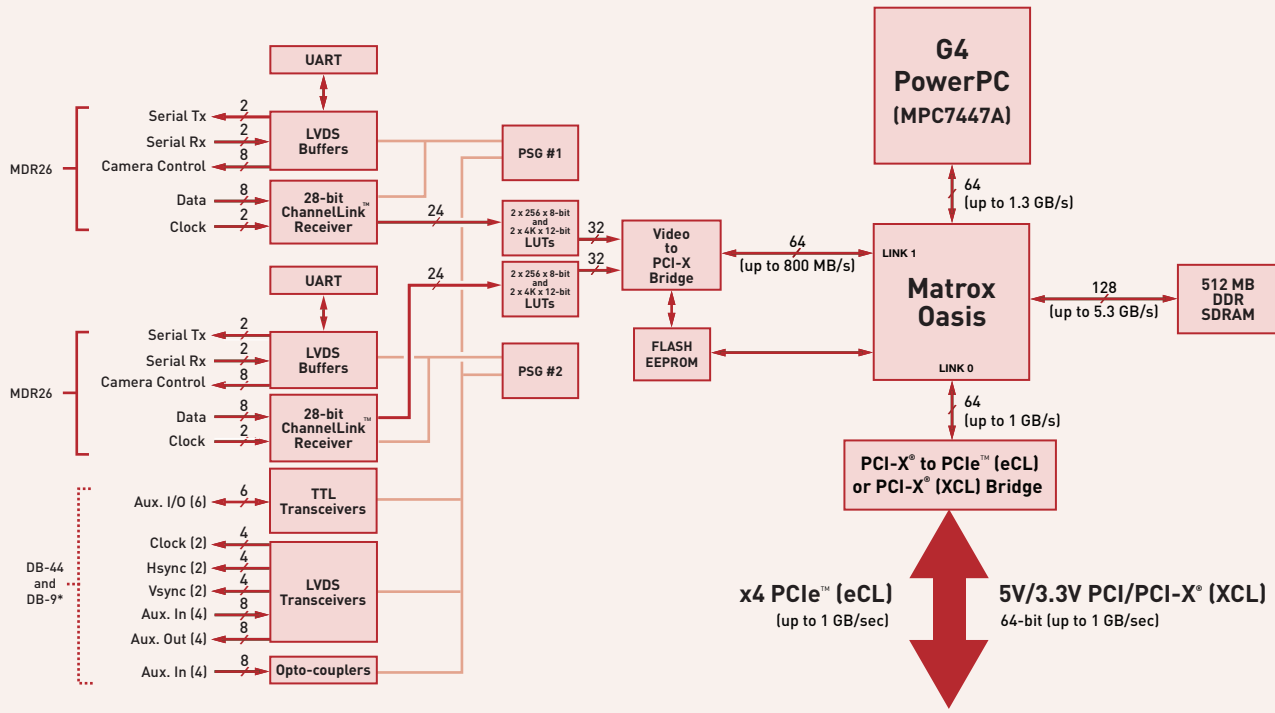 UART
MDR26
Serial Tx
2
Serial Rx
2
Camera Control
8
LVDS
Buffers
Data
8
Clock
2
28-bit
ChannelLink™
Receiver
24
PSG #1
2 x 256 x 8-bit
and
2 x 4K x 12-bit
LUTs
32
UART
MDR26
Serial Tx
2
Serial Rx
2
Camera Control
8
LVDS
Buffers
Data
8
Clock
2
28-bit
ChannelLink™
Receiver
24
2 x 256 x 8-bit
and
2 x 4K x 12-bit
LUTs
32
PSG #2
DB-44
and
DB-9*
Aux. I/O (6)
6
TTL
Transceivers
Clock (2)
4
Hsync (2)
4
Vsync (2)
4
Aux. In (4)
8
Aux. Out (4)
8
LVDS
Transceivers
Aux. In (4)
8
Opto-couplers
Video
to
PCI-X
Bridge
FLASH
EEPROM
64
(up to 800 MB/s)
G4
PowerPC
(MPC7447A)
64
(up to 1.3 GB/s)
LINK 1
Matrox
Oasis
LINK 0
128
(up to 5.3 GB/s)
512 MB
DDR
SDRAM
64
(up to 1 GB/s)
PCI-X® to PCIe™ (eCL)
or PCI-X® (XCL) Bridge
x4 PCIe™ (eCL)
(up to 1 GB/sec)
5V/3.3V PCI/PCI-X® (XCL)
64-bit (up to 1 GB/sec)